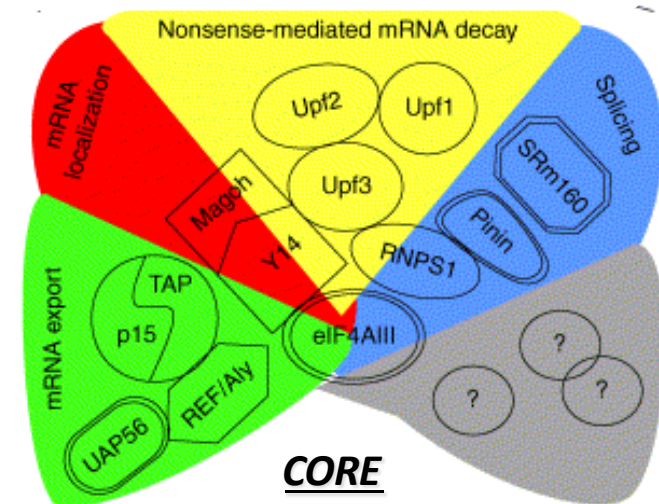 Nonsense-mediated mRNA decay
mRNA
localization
Splicing
Upf2
Upf1
SRm160
Upf3
Magoh
Y14
Pinin
RNPS1
TAP
p15
mRNA export
eIF4AIII
REF/Aly
UAP56
?
?
?
CORE